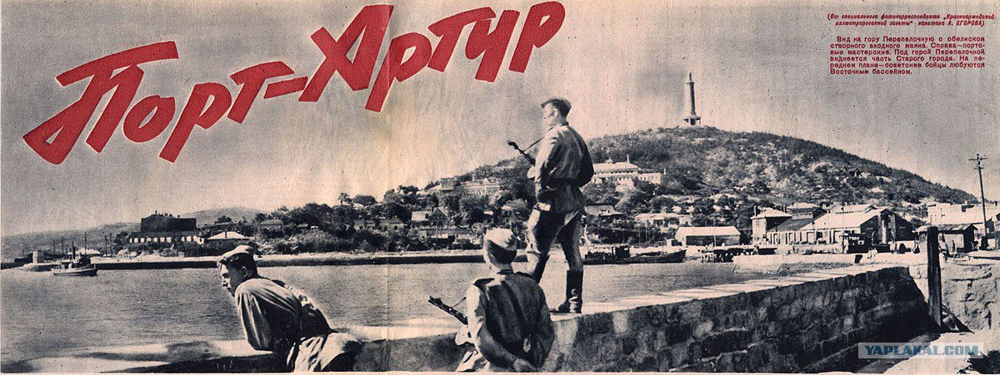 Порт-Артур
(От специального фотокорреспондента „Красноармейской
иллюстрированной газеты" капитана А. ЕГОРОВА)
Вид на гору Перепелочную с обелиском
створного входного маяка. Справа—порто-
вые мастерские. Под горой Перепелочной
виднеется часть Старого города. На пе-
реднем плане—советские бойцы любуются
Восточным бассейном.
YAPLAKAL.COM